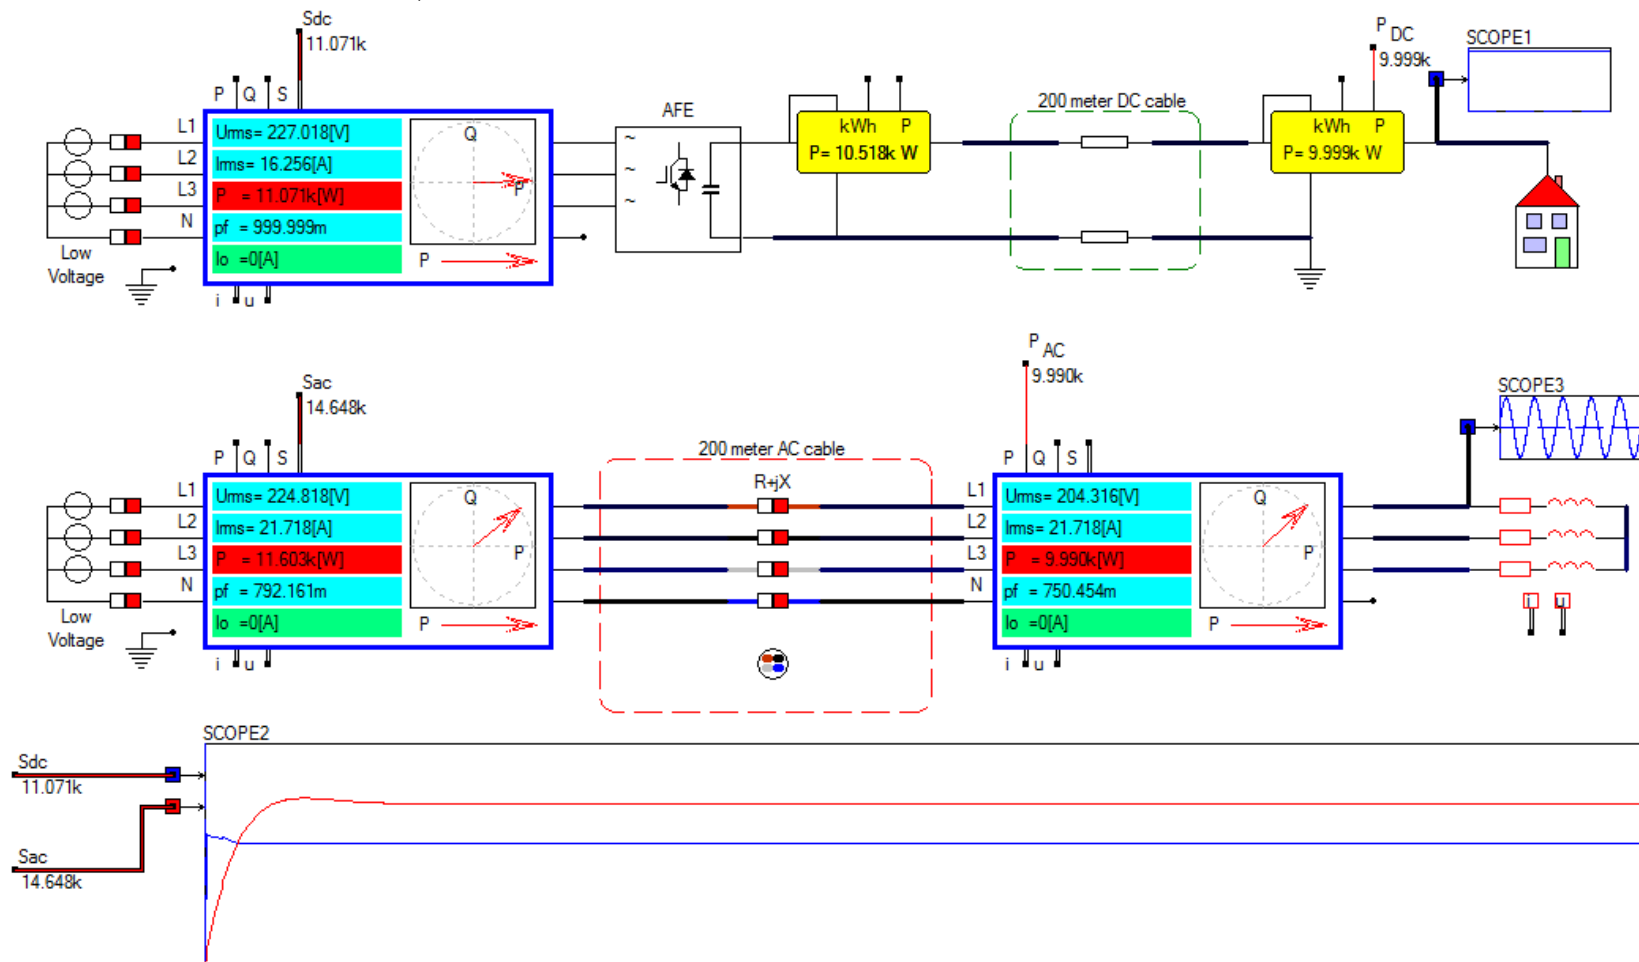 Sdc
11.071k
P Q S
L1
L2
L3
N
Urms= 227.018[V]
Irms= 16.256[A]
P = 11.071k[W]
pf = 999.999m
Io =0[A]
Q
P
P
i u
Low
Voltage
AFE
~
~
~
kWh P
P= 10.518k W
200 meter DC cable
P DC
9.999k
kWh P
P= 9.999k W
SCOPE1
Sac
14.648k
P Q S
L1
L2
L3
N
Urms= 224.818[V]
Irms= 21.718[A]
P = 11.603k[W]
pf = 792.161m
Io =0[A]
Q
P
P
i u
Low
Voltage
200 meter AC cable
R+jX
P AC
9.990k
P Q S
L1
L2
L3
N
Urms= 204.316[V]
Irms= 21.718[A]
P = 9.990k[W]
pf = 750.454m
Io =0[A]
Q
P
P
i u
SCOPE3
i u
SCOPE2
Sdc
11.071k
Sac
14.648k